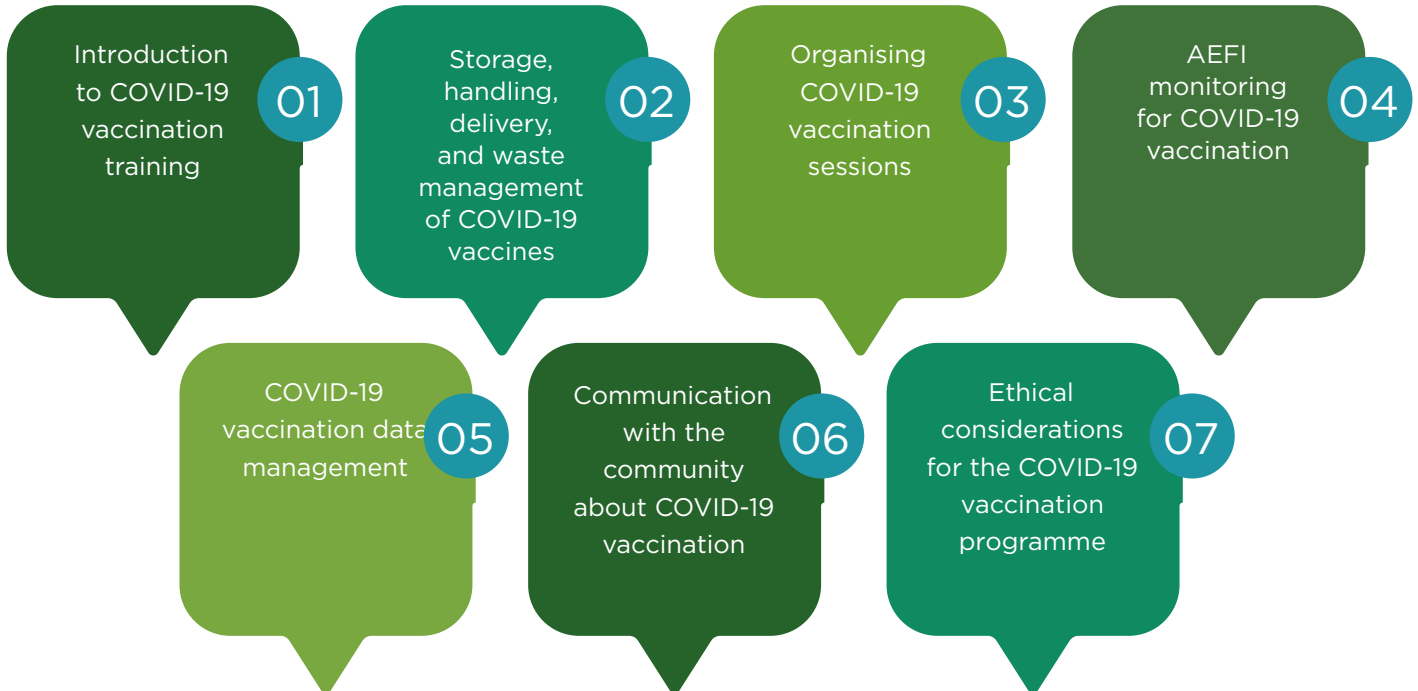 Introduction
to COVID-19
vaccination
training
01
Storage,
handling,
delivery,
and waste
management
of COVID-19
vaccines
02
Organising
COVID-19
vaccination
sessions
03
AEFI
monitoring
for COVID-19
vaccination
04
COVID-19
vaccination data
management
05
Communication
with the
community
about COVID-19
vaccination
06
Ethical
considerations
for the COVID-19
vaccination
programme
07